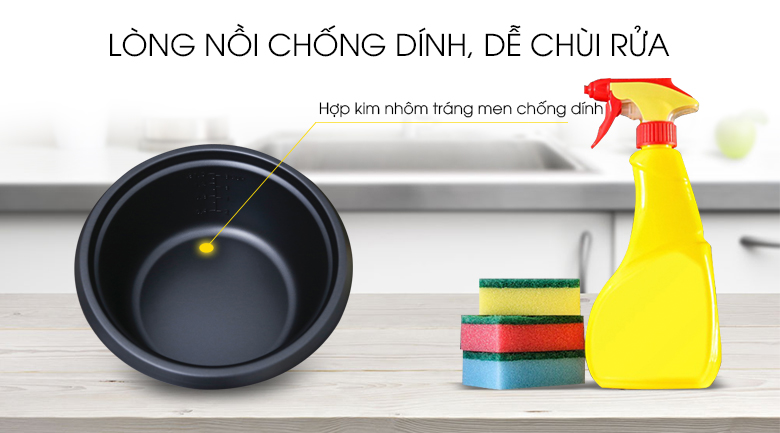 LÒNG NỒI CHỐNG DÍNH, DỄ CHÙI RỬA
Hợp kim nhôm tráng men chống dính